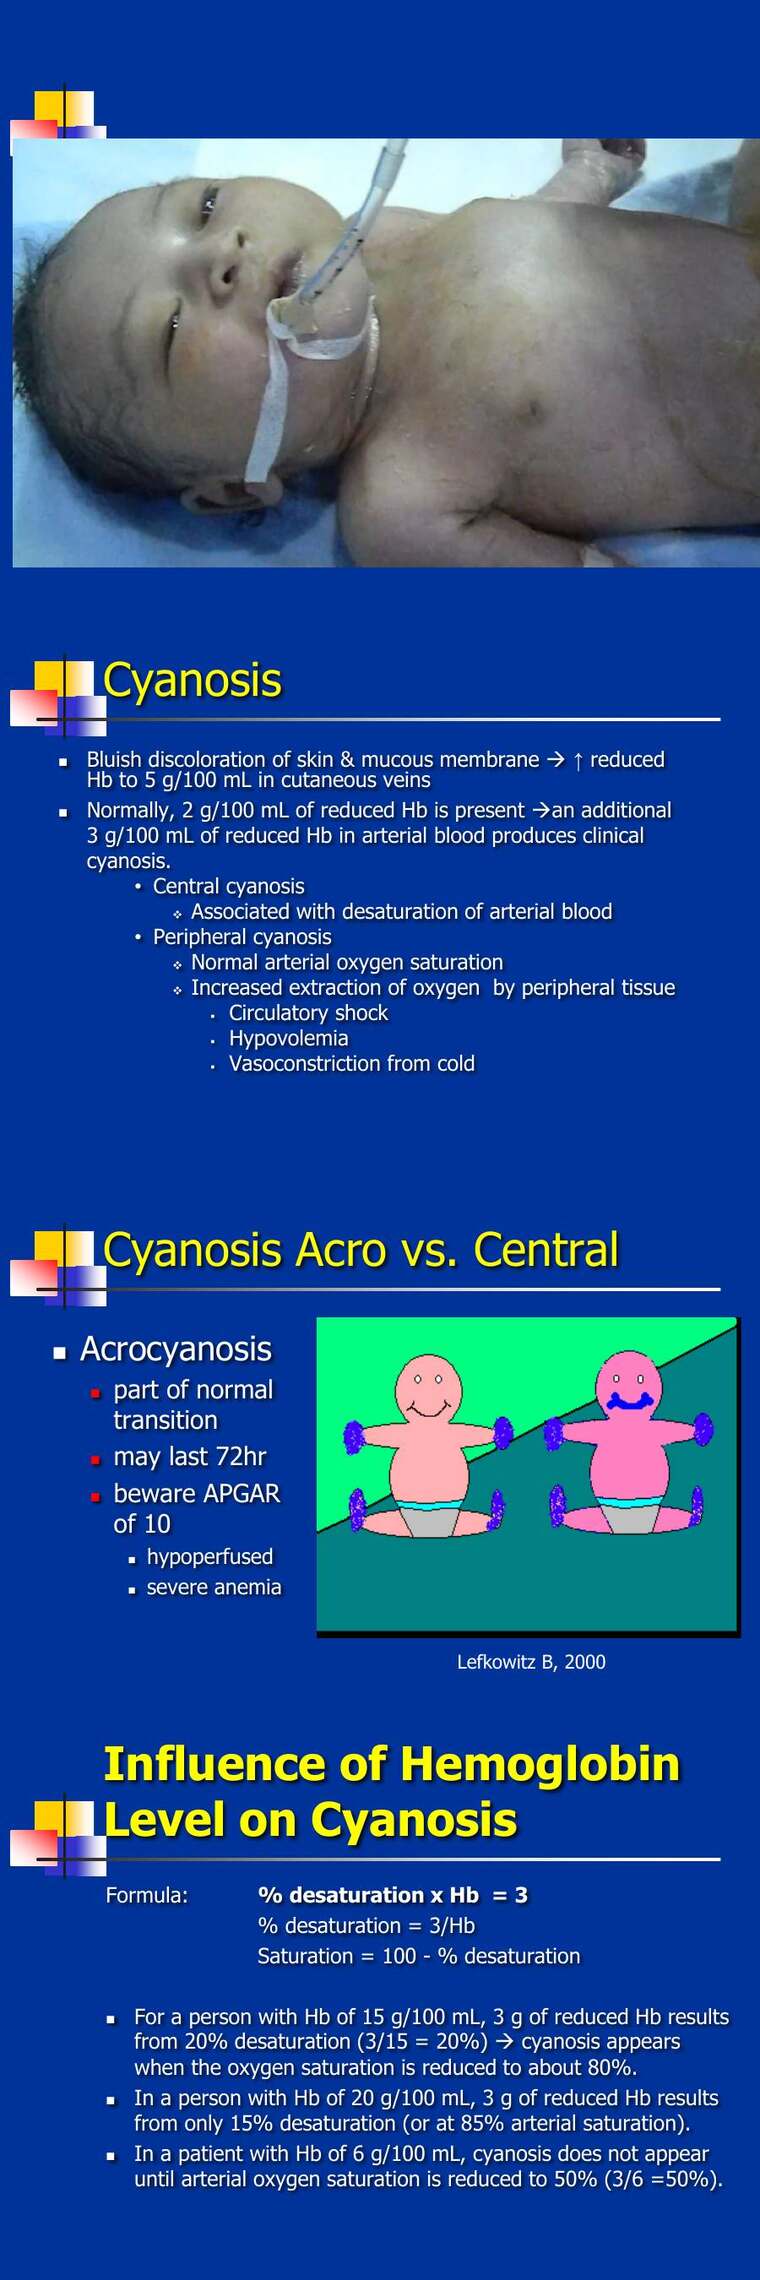 Cyanosis
▪ Bluish discoloration of skin & mucous membrane → ↑ reduced
Hb to 5 g/100 mL in cutaneous veins
▪ Normally, 2 g/100 mL of reduced Hb is present →an additional
3 g/100 mL of reduced Hb in arterial blood produces clinical
cyanosis.
• Central cyanosis
❖ Associated with desaturation of arterial blood
• Peripheral cyanosis
❖ Normal arterial oxygen saturation
❖ Increased extraction of oxygen by peripheral tissue
▪ Circulatory shock
▪ Hypovolemia
▪ Vasoconstriction from cold
Cyanosis Acro vs. Central
▪ Acrocyanosis
▪ part of normal
transition
▪ may last 72hr
▪ beware APGAR
of 10
▪ hypoperfused
▪ severe anemia
Lefkowitz B, 2000
Influence of Hemoglobin
Level on Cyanosis
Formula: % desaturation x Hb = 3
% desaturation = 3/Hb
Saturation = 100 - % desaturation
▪ For a person with Hb of 15 g/100 mL, 3 g of reduced Hb results
from 20% desaturation (3/15 = 20%) → cyanosis appears
when the oxygen saturation is reduced to about 80%.
▪ In a person with Hb of 20 g/100 mL, 3 g of reduced Hb results
from only 15% desaturation (or at 85% arterial saturation).
▪ In a patient with Hb of 6 g/100 mL, cyanosis does not appear
until arterial oxygen saturation is reduced to 50% (3/6 =50%).